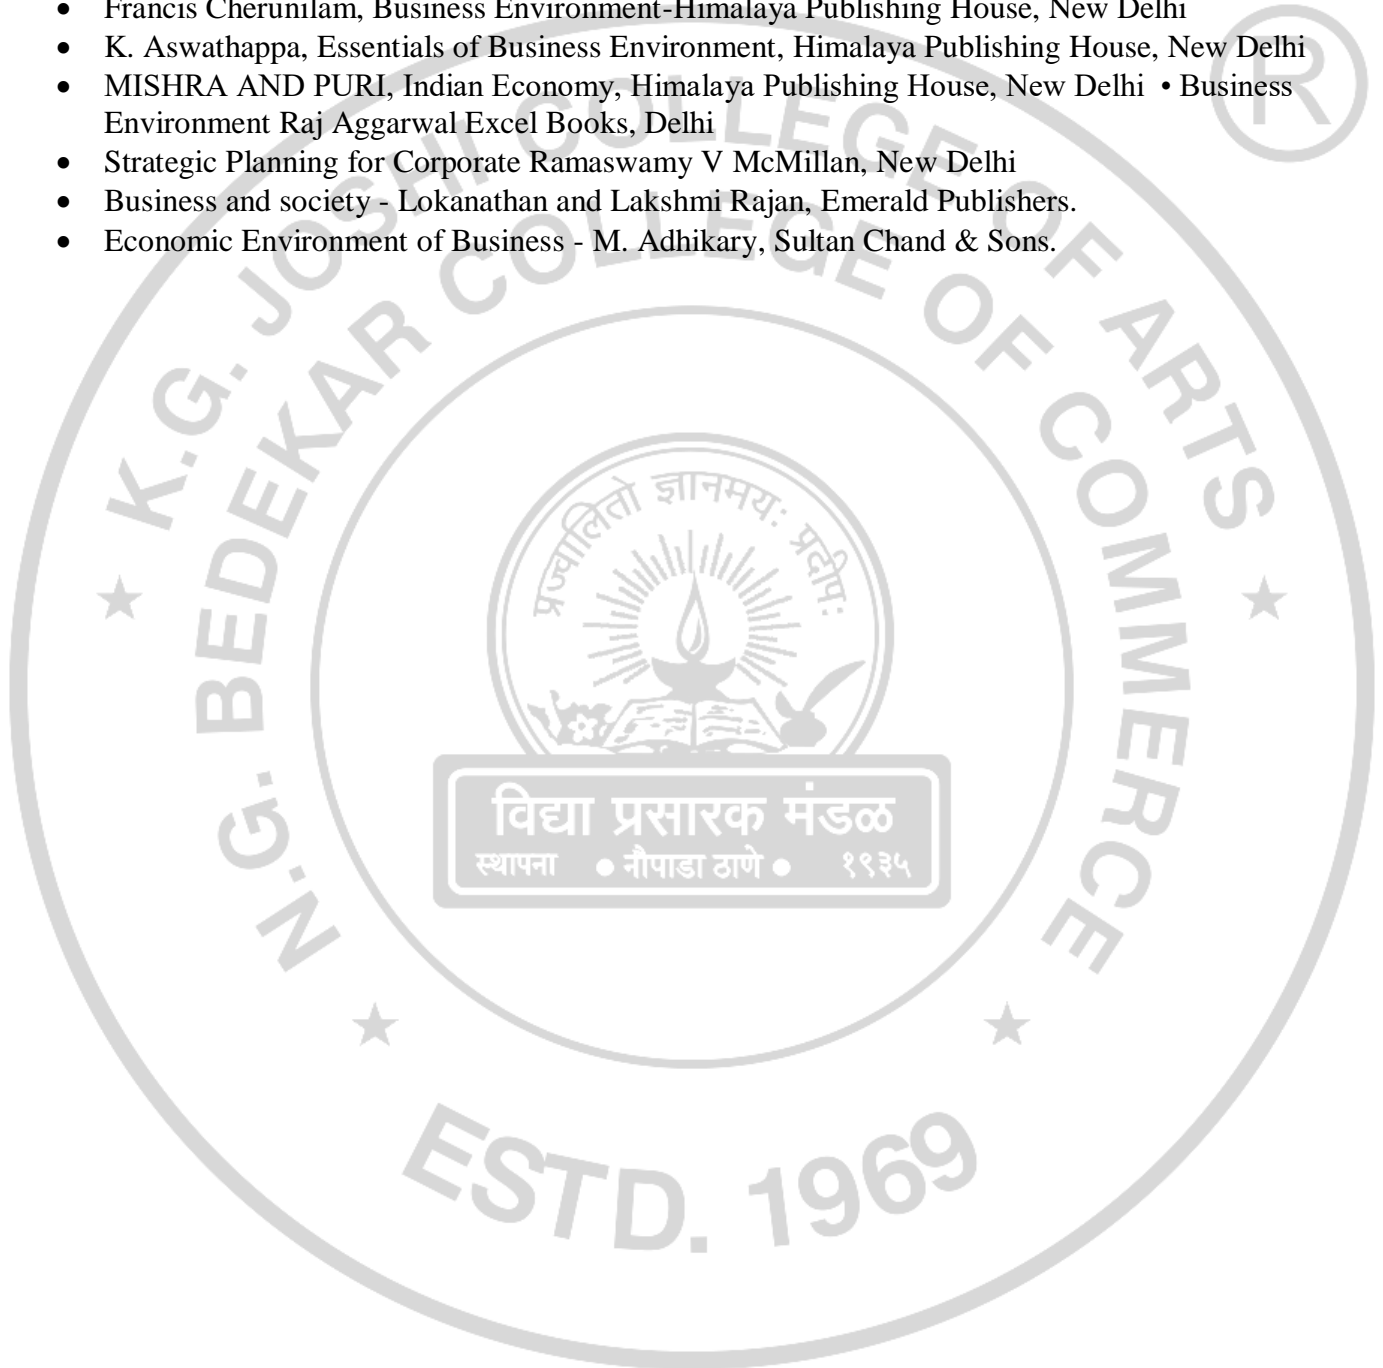 • Francis Cherunilam, Business Environment-Himalaya Publishing House, New Delhi
• K. Aswathappa, Essentials of Business Environment, Himalaya Publishing House, New Delhi
• MISHRA AND PURI, Indian Economy, Himalaya Publishing House, New Delhi • Business
Environment Raj Aggarwal Excel Books, Delhi
• Strategic Planning for Corporate Ramaswamy V McMillan, New Delhi
• Business and society - Lokanathan and Lakshmi Rajan, Emerald Publishers.
• Economic Environment of Business - M. Adhikary, Sultan Chand & Sons.
®
K.G. JOSHI COLLEGE OF ARTS
N.G. BEDEKAR COLLEGE OF COMMERCE
प्रज्वालितो ज्ञानमयः प्रदीपः
विद्या प्रसारक मंडळ
स्थापना • नौपाडा ठाणे • १९३५
ESTD. 1969